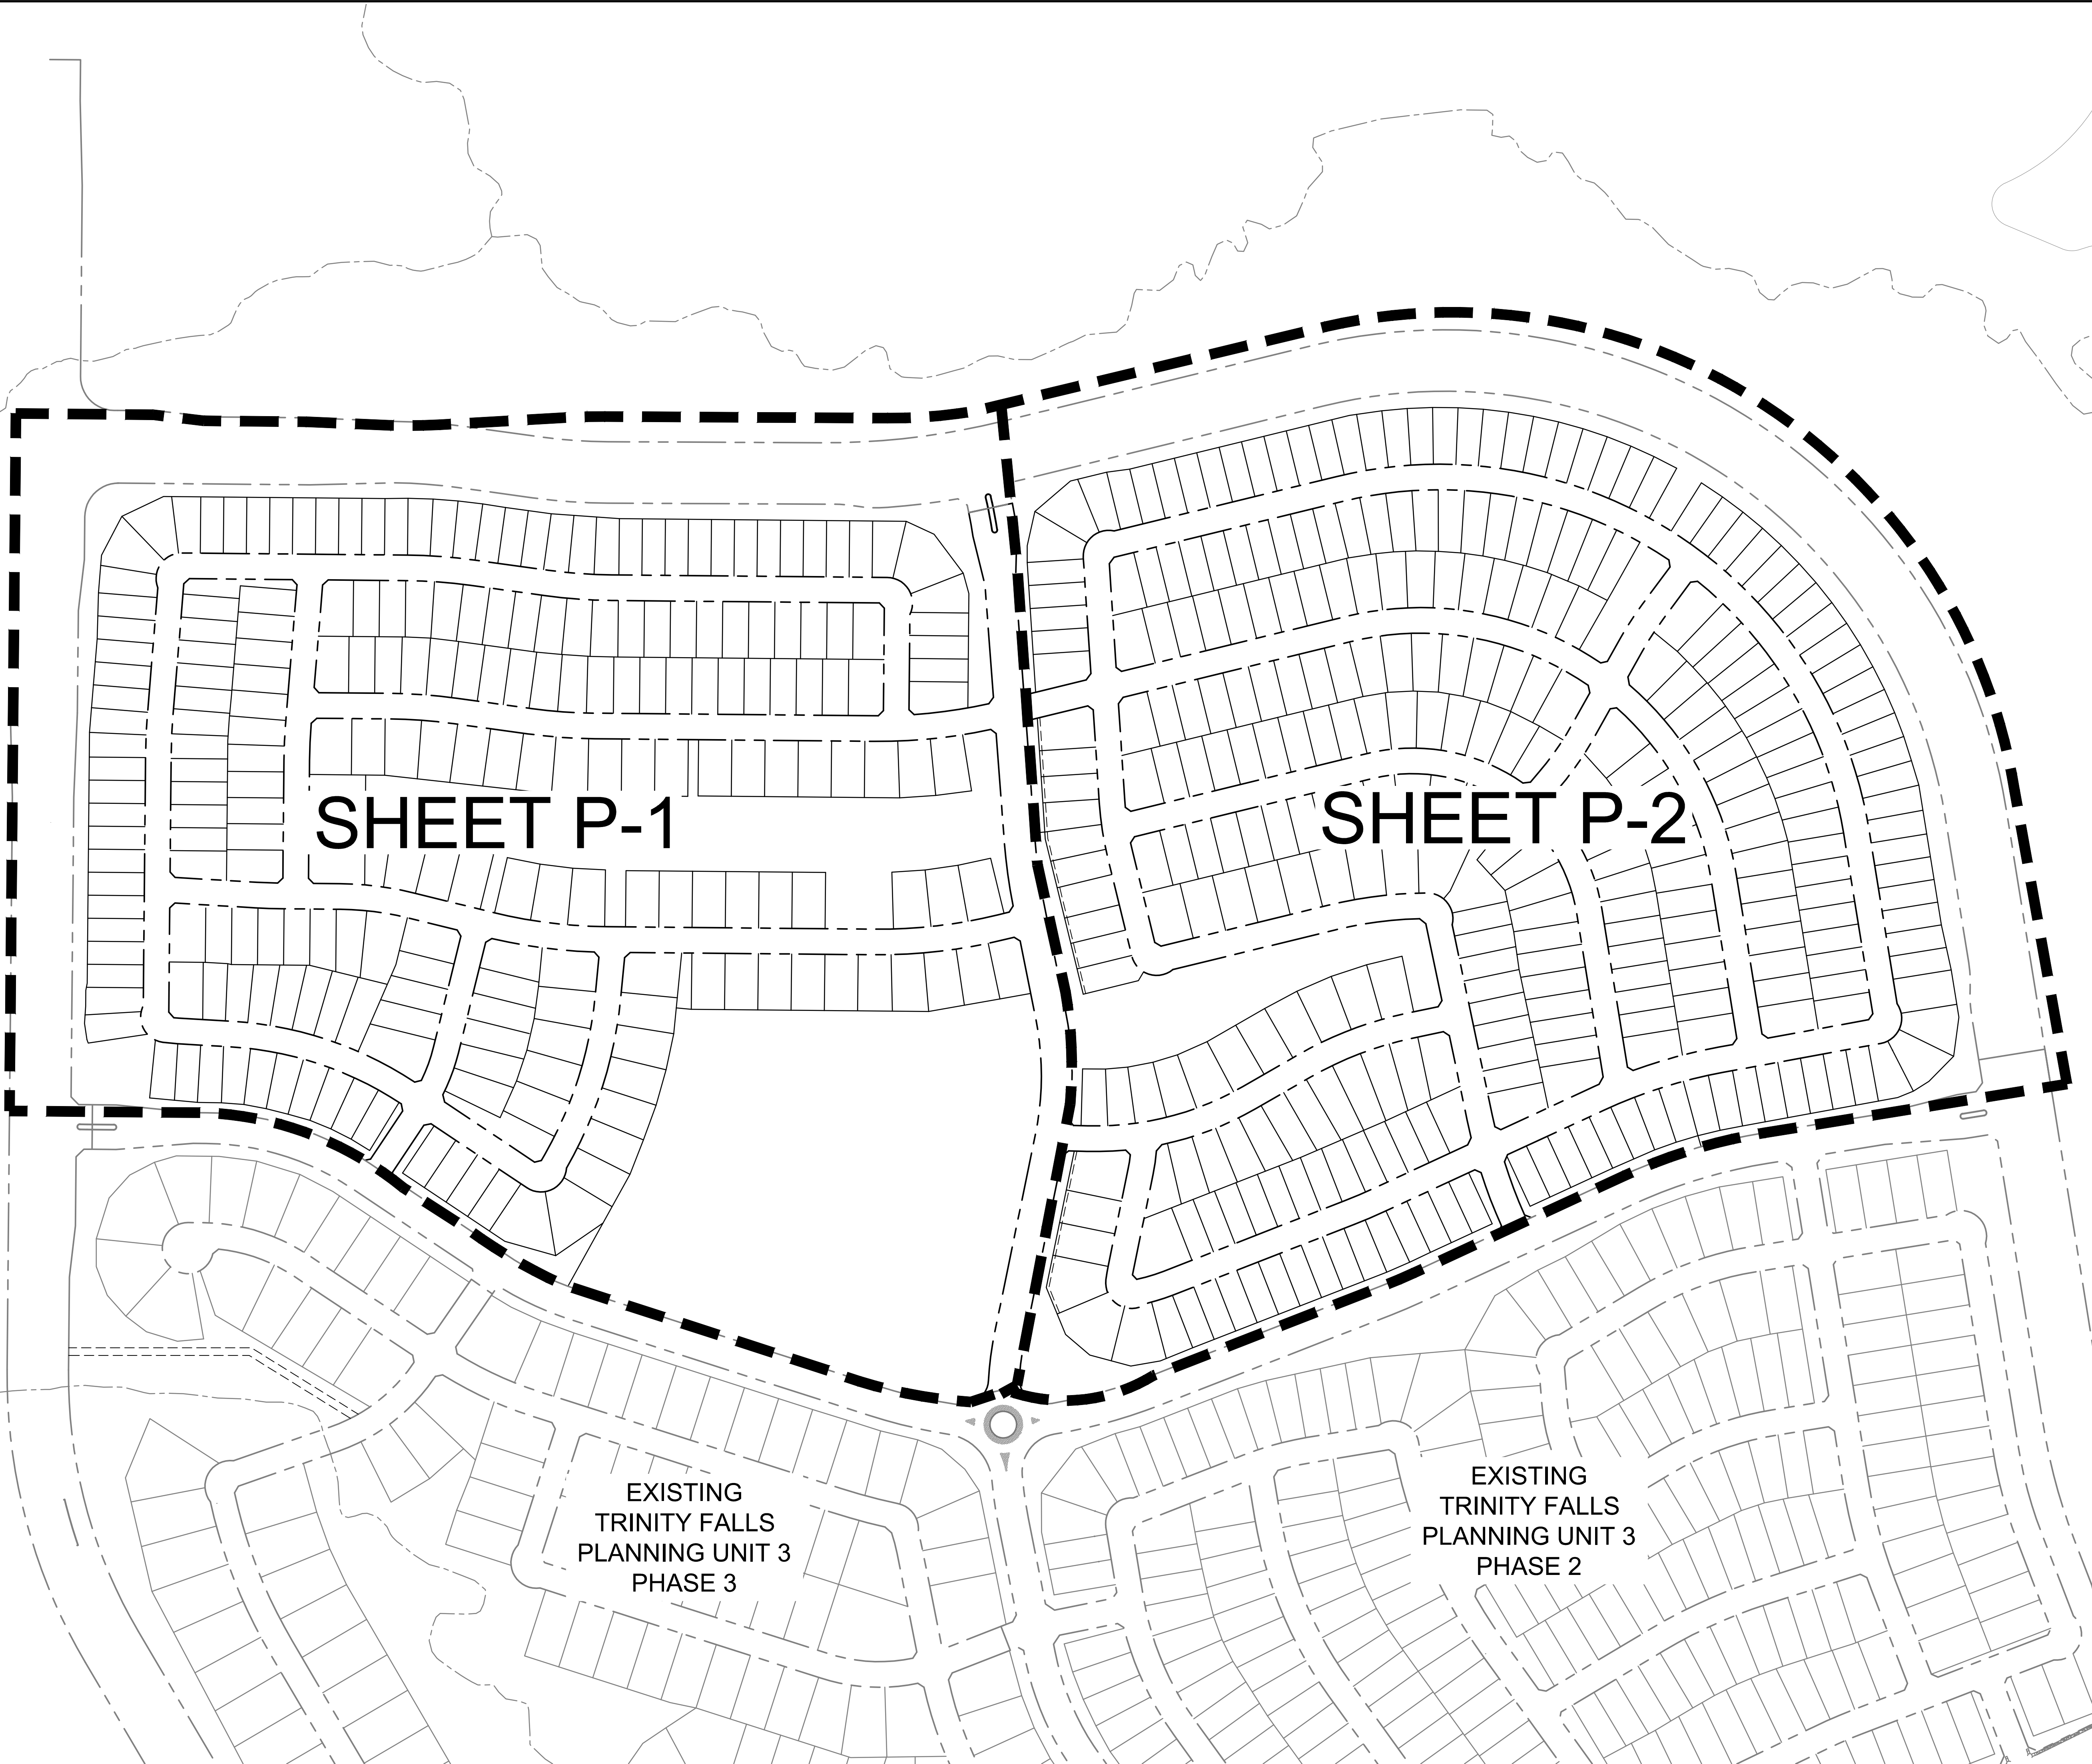 SHEET P-1
SHEET P-2
EXISTING
TRINITY FALLS
PLANNING UNIT 3
PHASE 3
EXISTING
TRINITY FALLS
PLANNING UNIT 3
PHASE 2